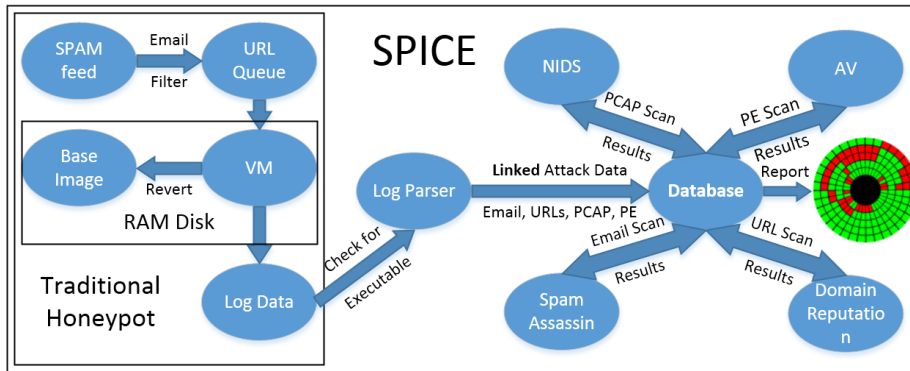 SPICE
SPAM
feed
Email
Filter
URL
Queue
Base
Image
Revert
VM
RAM Disk
Traditional
Honeypot
Log Data
Check for
Executable
Log Parser
Linked Attack Data
Email, URLs, PCAP, PE
NIDS
PCAP Scan
Results
AV
PE Scan
Results
Database
Report
Email Scan
Results
Spam
Assassin
URL Scan
Results
Domain
Reputatio
n